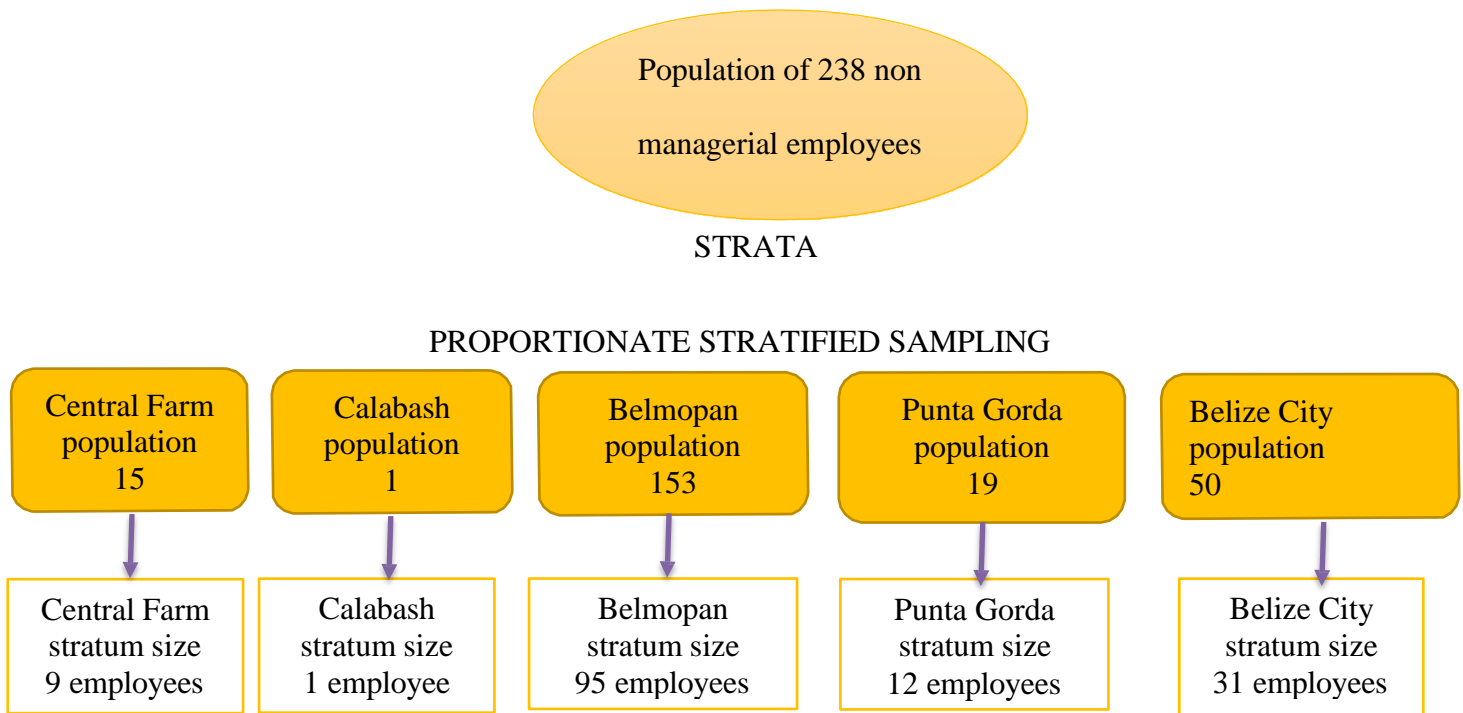 Population of 238 non
managerial employees
STRATA
PROPORTIONATE STRATIFIED SAMPLING
Central Farm
population
15
Calabash
population
1
Belmopan
population
153
Punta Gorda
population
19
Belize City
population
50
Central Farm
stratum size
9 employees
Calabash
stratum size
1 employee
Belmopan
stratum size
95 employees
Punta Gorda
stratum size
12 employees
Belize City
stratum size
31 employees